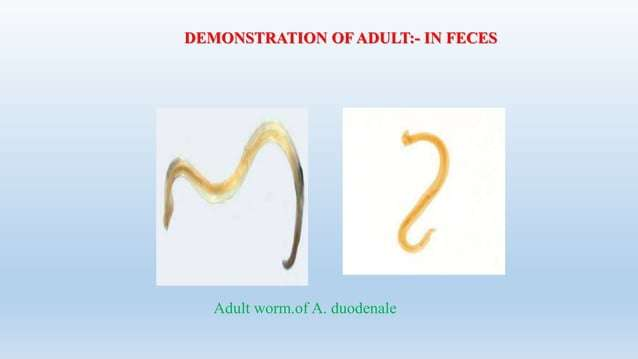 DEMONSTRATION OF ADULT:- IN FECES
Adult worm.of A. duodenale